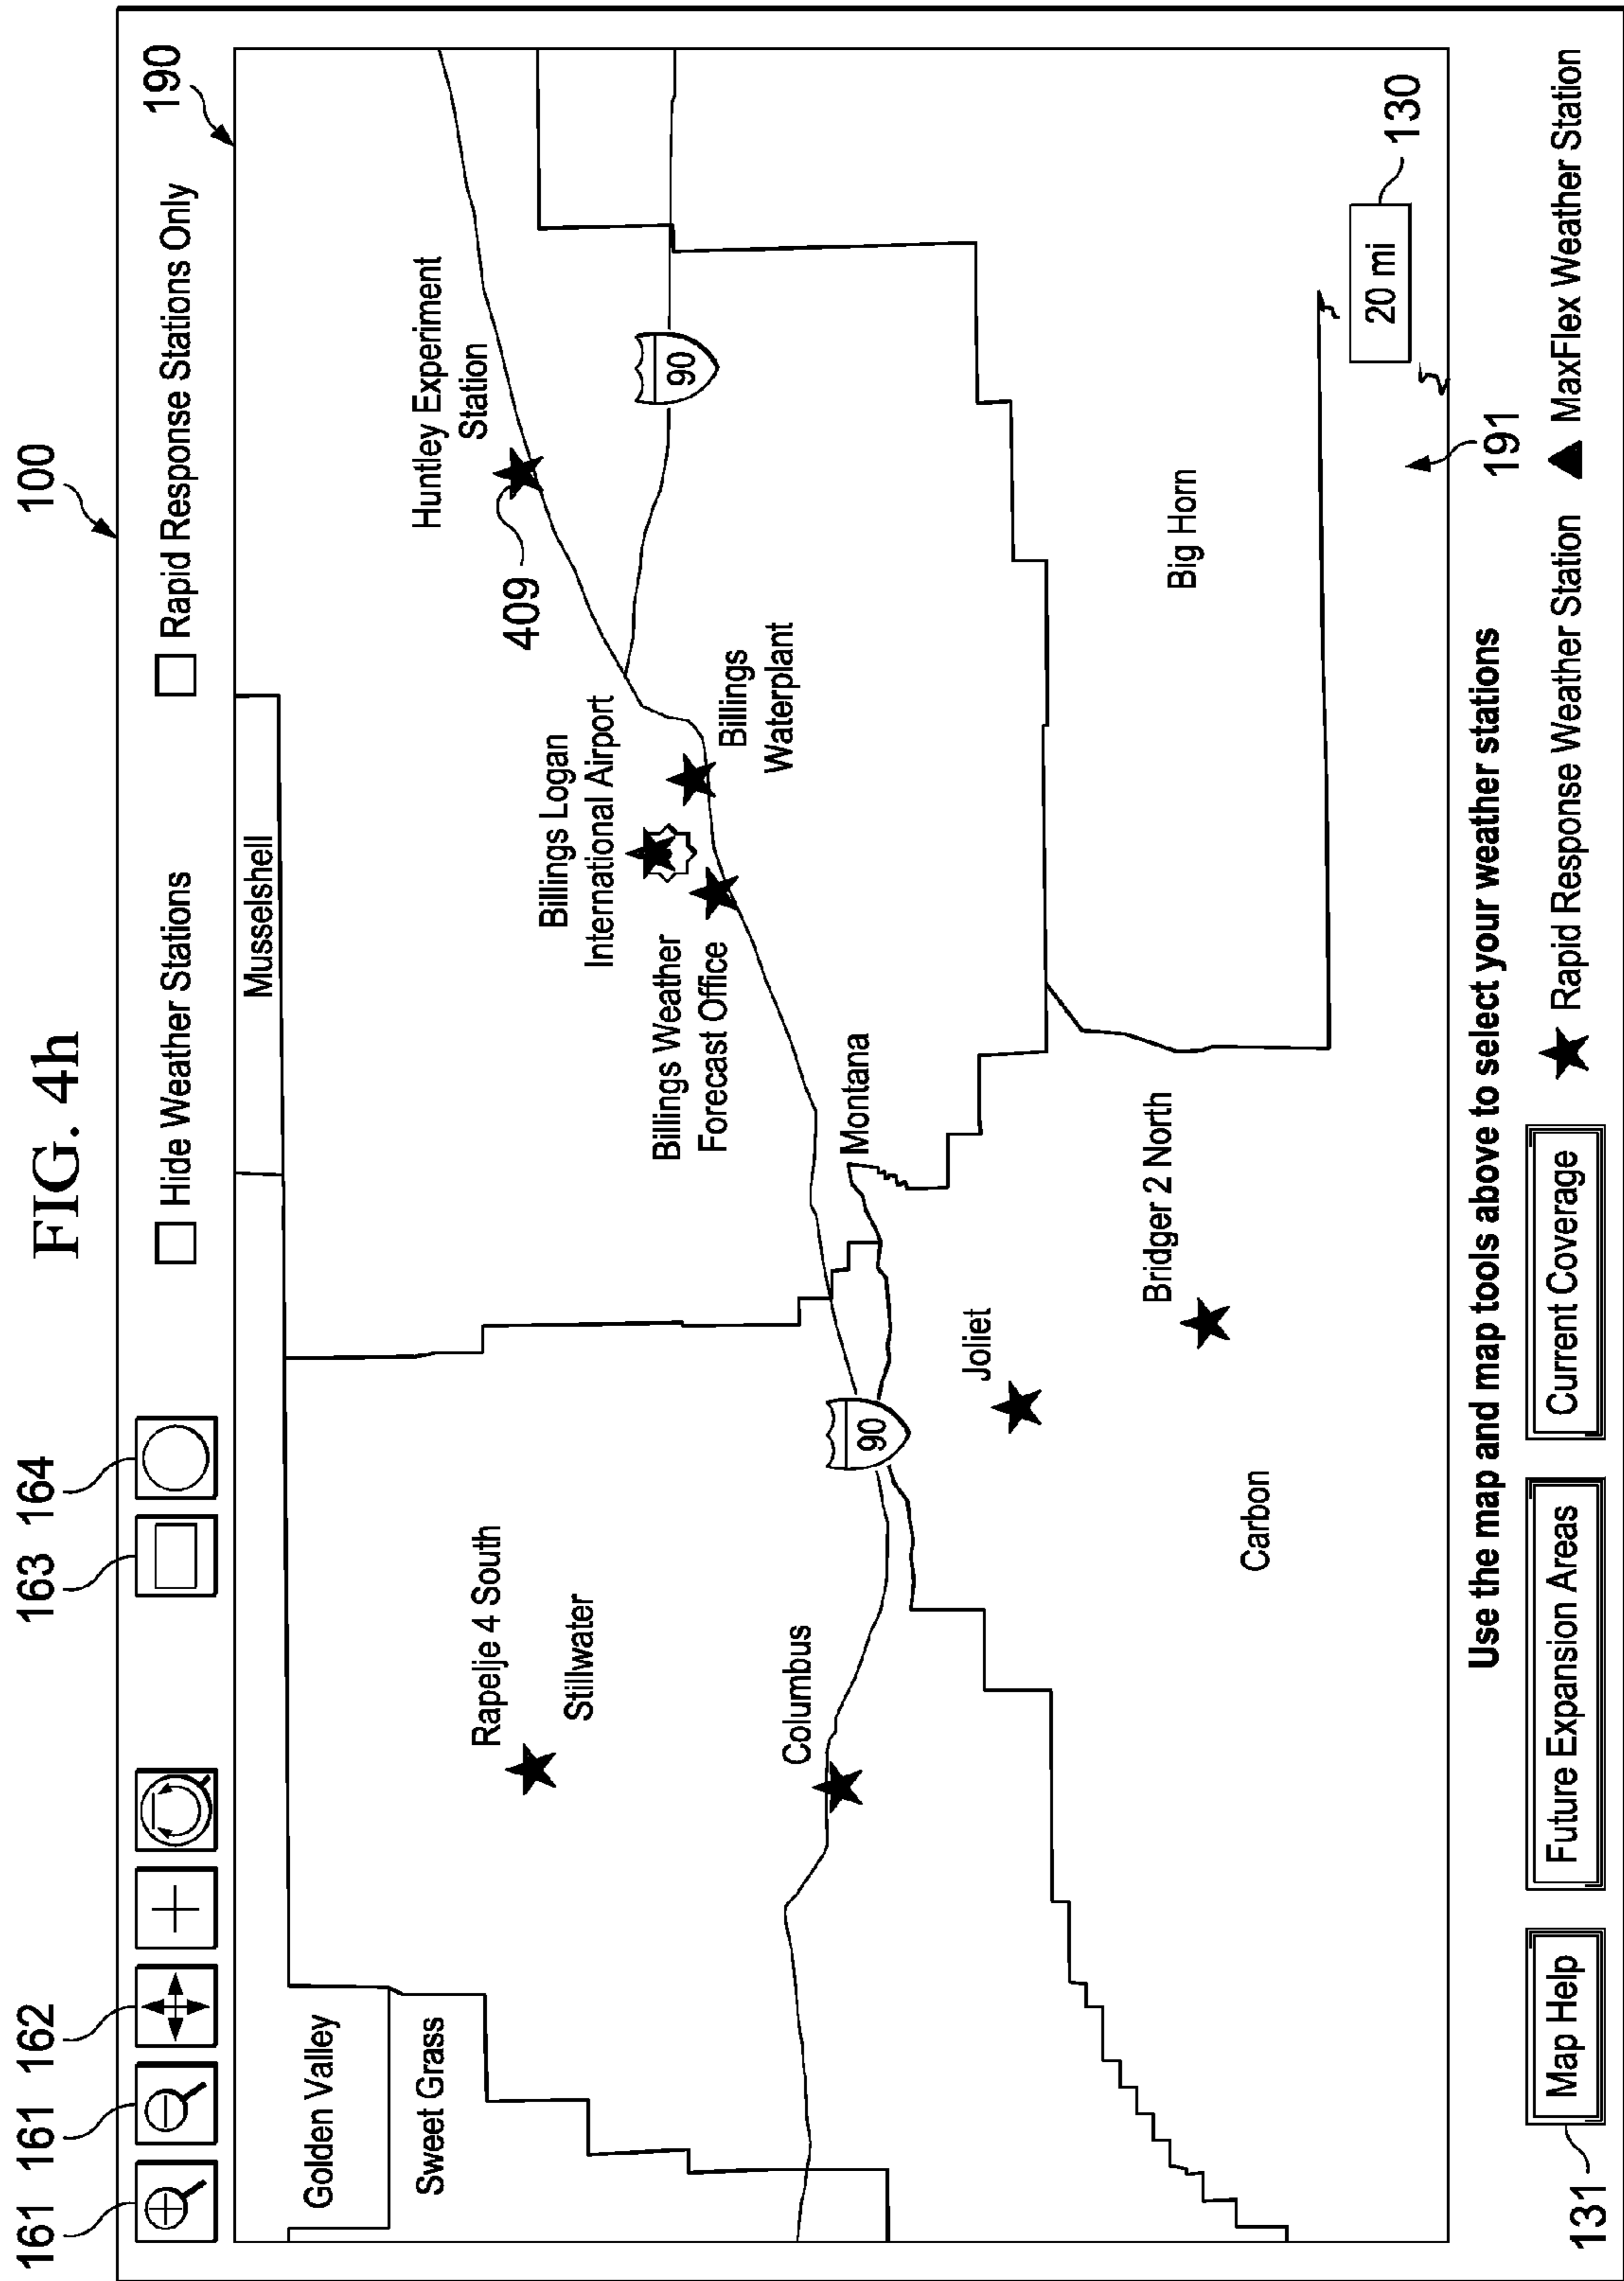 FIG. 4h
100
161
161
162
163
164
Hide Weather Stations
Rapid Response Stations Only
190
Golden Valley
Sweet Grass
Musselshell
Rapelje 4 South
Stillwater
Columbus
90
Joliet
Bridger 2 North
Carbon
Montana
Billings Weather
Forecast Office
Billings Logan
International Airport
Billings
Waterplant
409
Huntley Experiment
Station
90
Big Horn
20 mi
130
191
Use the map and map tools above to select your weather stations
131
Map Help
Future Expansion Areas
Current Coverage
Rapid Response Weather Station
MaxFlex Weather Station